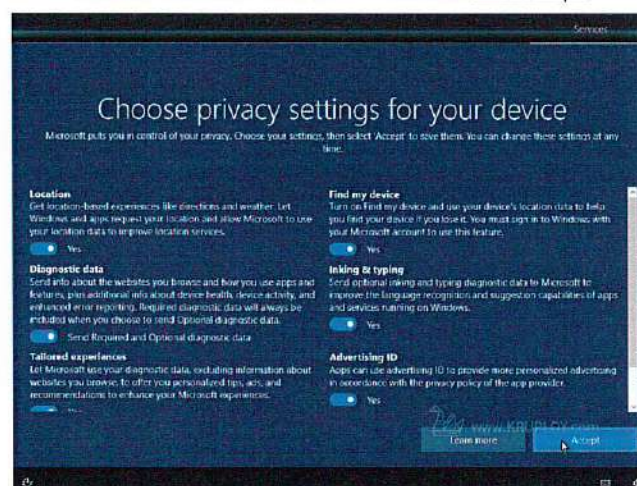 Services
Choose privacy settings for your device
Microsoft puts you in control of your privacy. Choose your settings, then select 'Accept' to save them. You can change these settings at any
time.
Location
Get location-based experiences like directions and weather. Let
Windows and apps request your location and allow Microsoft to use
your location data to improve location services.
Yes
Diagnostic data
Send info about the websites you browse and how you use apps and
features, plus additional info about device health, device activity, and
enhanced error reporting. Required diagnostic data will always be
included when you choose to send Optional diagnostic data.
Send Required and Optional diagnostic data
Tailored experiences
Let Microsoft use your diagnostic data, excluding information about
websites you browse, to offer you personalized tips, ads, and
recommendations to enhance your Microsoft experiences.
Find my device
Turn on Find my device and use your device's location data to help
you find your device if you lose it. You must sign in to Windows with
your Microsoft account to use this feature.
Yes
Inking & typing
Send optional inking and typing diagnostic data to Microsoft to
improve the language recognition and suggestion capabilities of apps
and services running on Windows.
Yes
Advertising ID
Apps can use advertising ID to provide more personalized advertising
in accordance with the privacy policy of the app provider.
Yes
Learn more
Accept